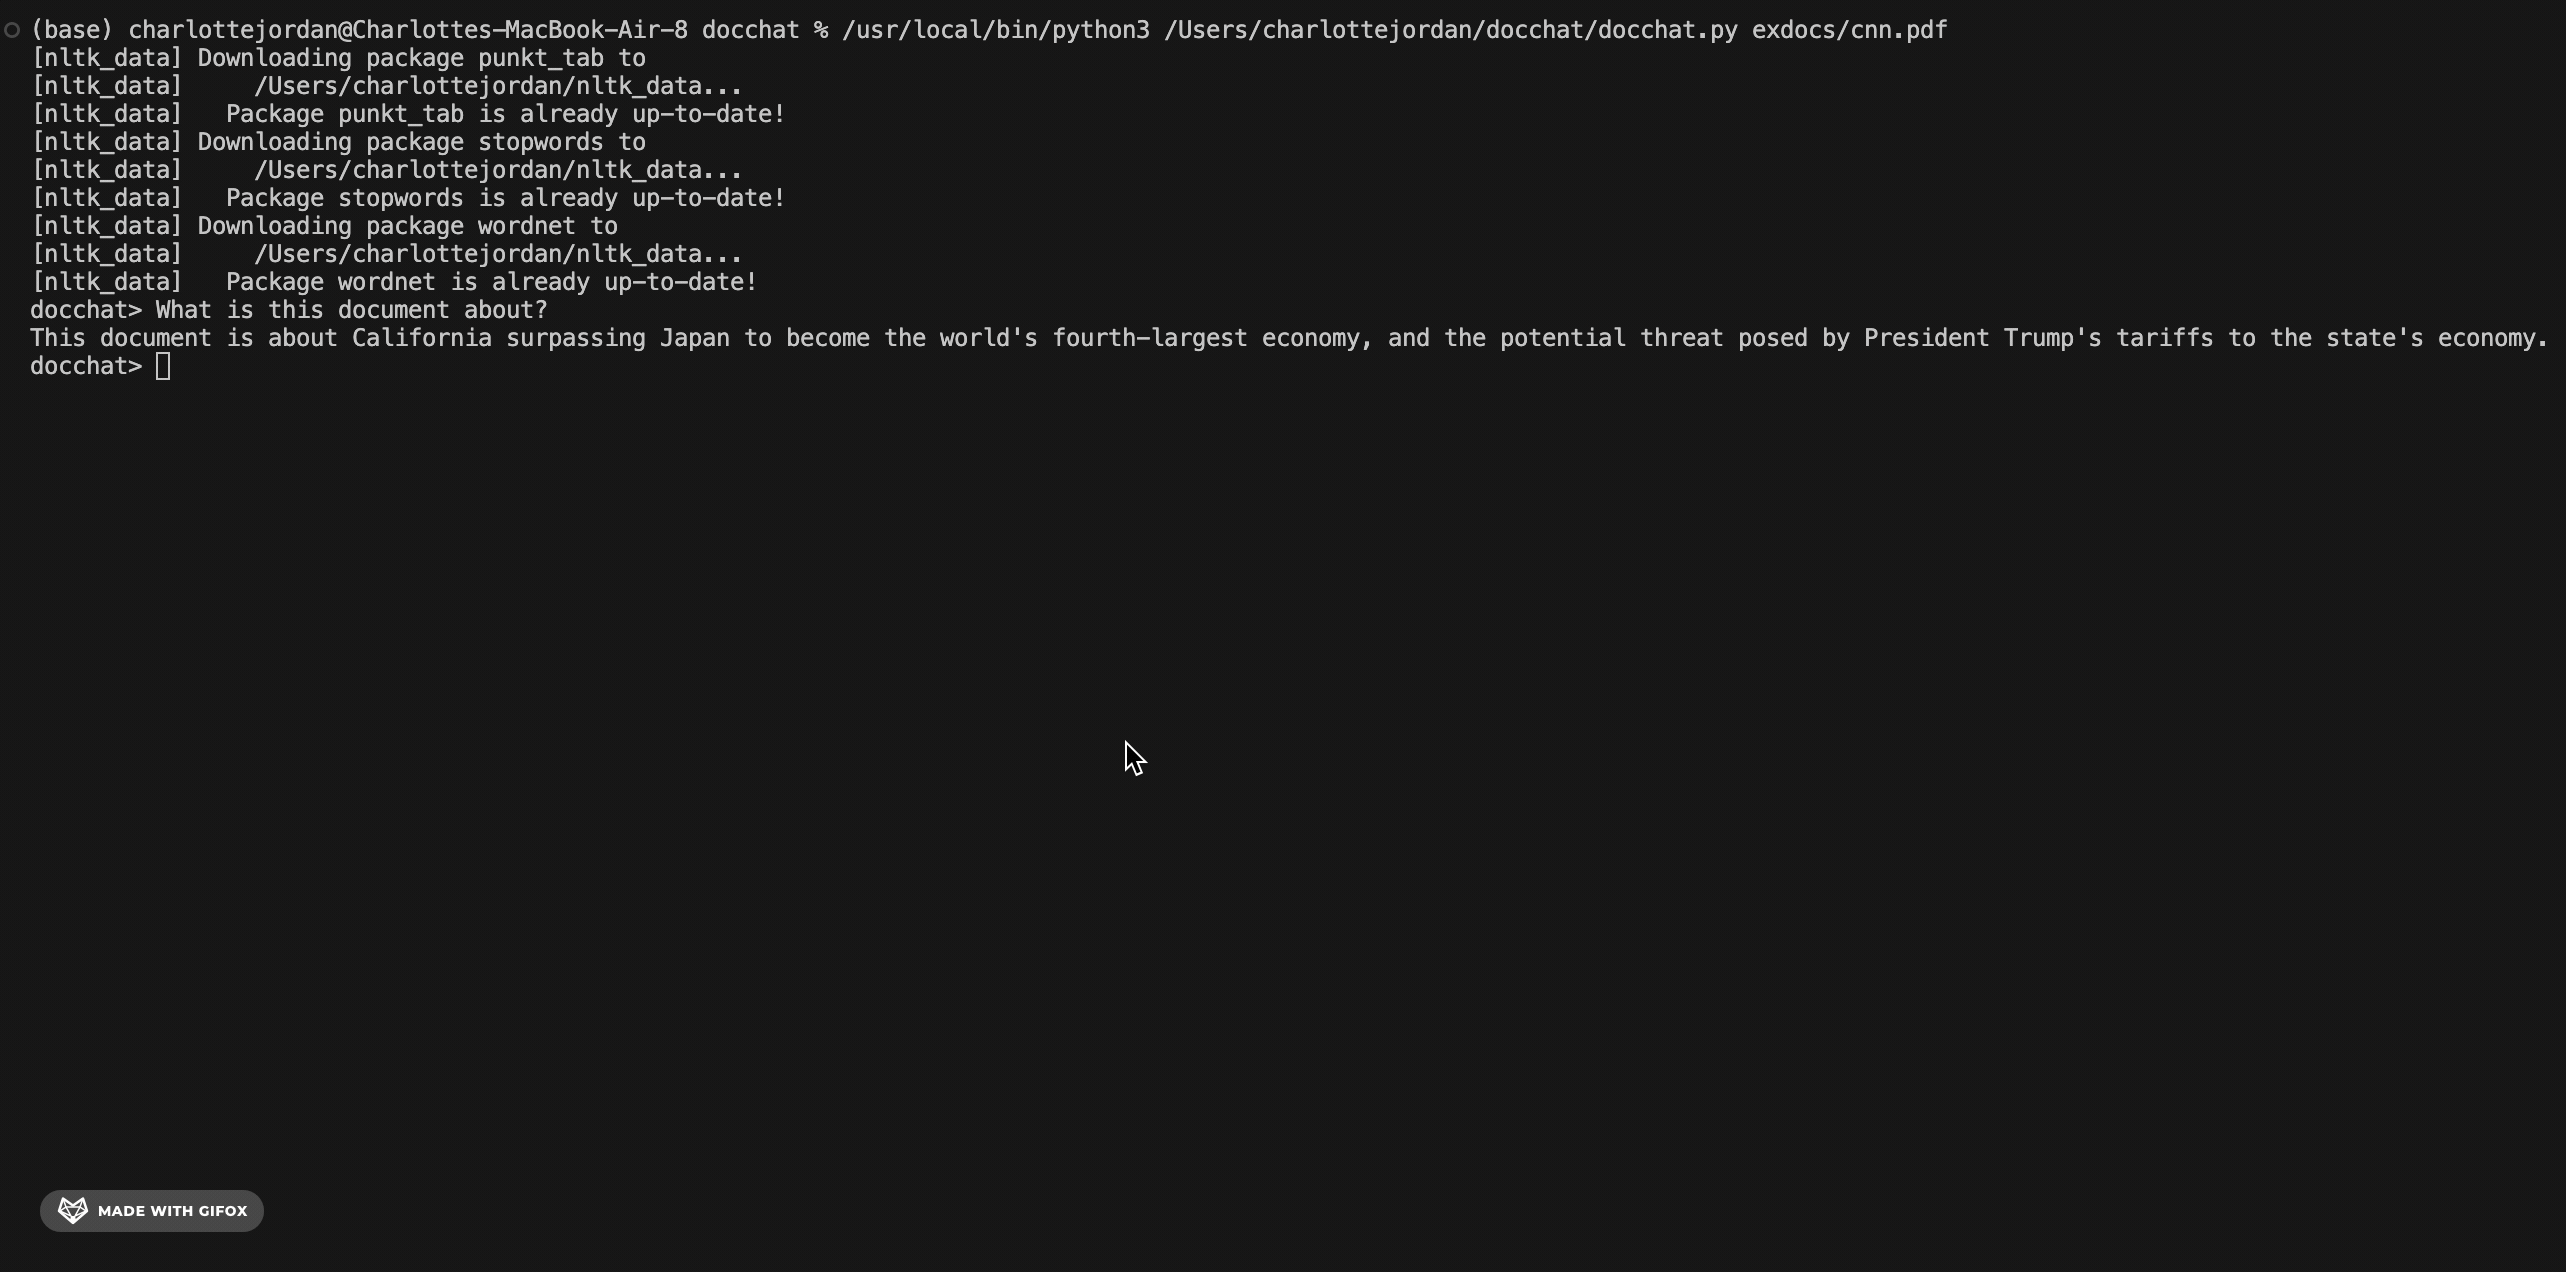 (base) charlottejordan@Charlottes-MacBook-Air-8 docchat % /usr/local/bin/python3 /Users/charlottejordan/docchat/docchat.py exdocs/cnn.pdf
[nltk_data] Downloading package punkt_tab to
[nltk_data]     /Users/charlottejordan/nltk_data...
[nltk_data]   Package punkt_tab is already up-to-date!
[nltk_data] Downloading package stopwords to
[nltk_data]     /Users/charlottejordan/nltk_data...
[nltk_data]   Package stopwords is already up-to-date!
[nltk_data] Downloading package wordnet to
[nltk_data]     /Users/charlottejordan/nltk_data...
[nltk_data]   Package wordnet is already up-to-date!
docchat> What is this document about?
This document is about California surpassing Japan to become the world's fourth-largest economy, and the potential threat posed by President Trump's tariffs to the state's economy.
docchat>
MADE WITH GIFOX